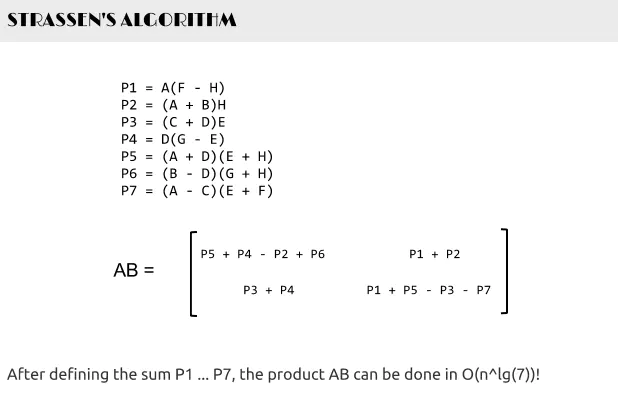 STRASSEN'S ALGORITHM
P1 = A(F - H)
P2 = (A + B)H
P3 = (C + D)E
P4 = D(G - E)
P5 = (A + D)(E + H)
P6 = (B - D)(G + H)
P7 = (A - C)(E + F)
P5 + P4 - P2 + P6 P1 + P2
AB =
P3 + P4 P1 + P5 - P3 - P7
After defining the sum P1 ... P7, the product AB can be done in O(n^lg(7))!